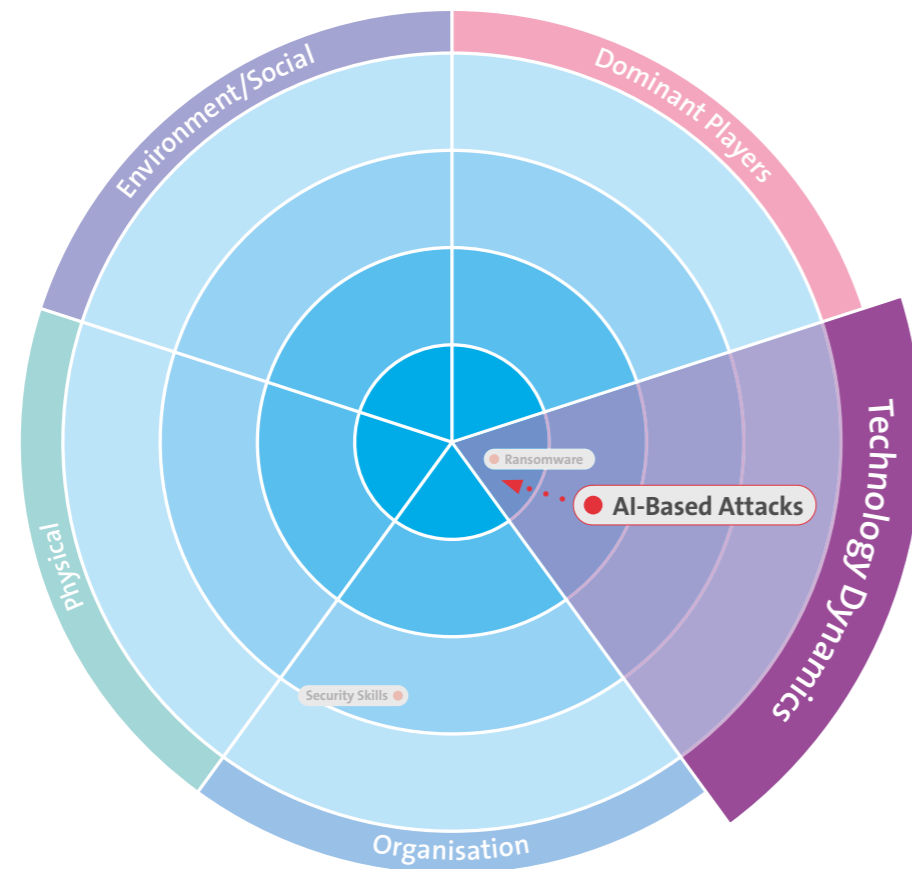 Environment/Social
Dominant Players
Ransomware
AI-Based Attacks
Technology Dynamics
Physical
Security Skills
Organisation